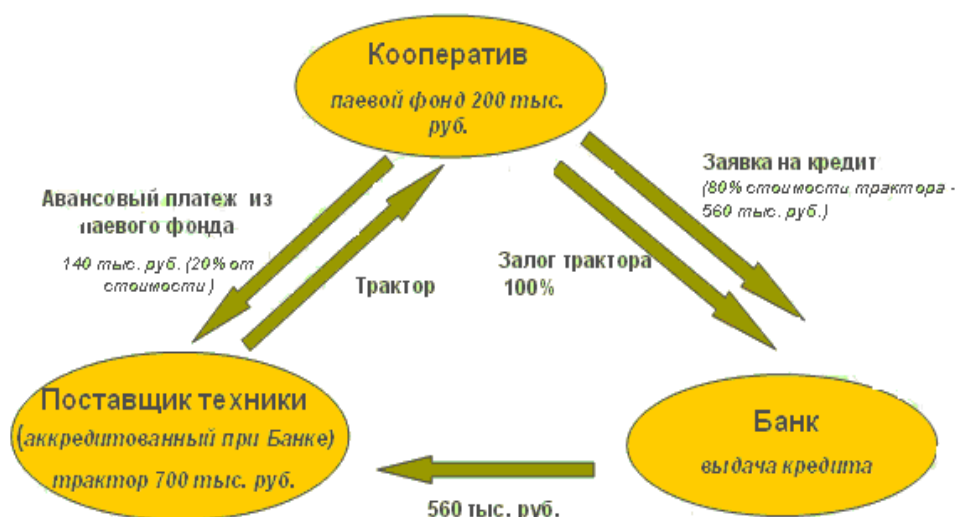 Кооператив
паевой фонд 200 тыс.
руб.
Заявка на кредит
(80% стоимости трактора -
560 тыс. руб.)
Авансовый платеж из
паевого фонда
140 тыс. руб. (20% от
стоимости)
Трактор
Залог трактора
100%
Поставщик техники
(аккредитованный при Банке)
трактор 700 тыс. руб.
Банк
выдача кредита
560 тыс. руб.